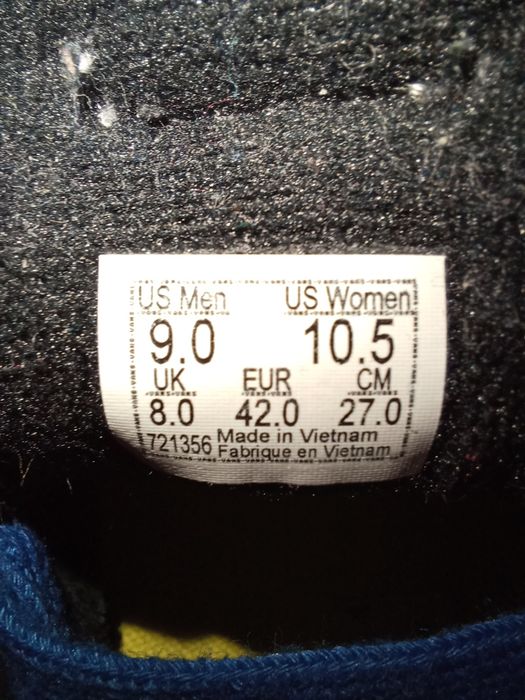 US Men US Women
9.0 10.5
UK EUR CM
8.0 42.0 27.0
721356 Made in Vietnam
Fabrique en Vietnam